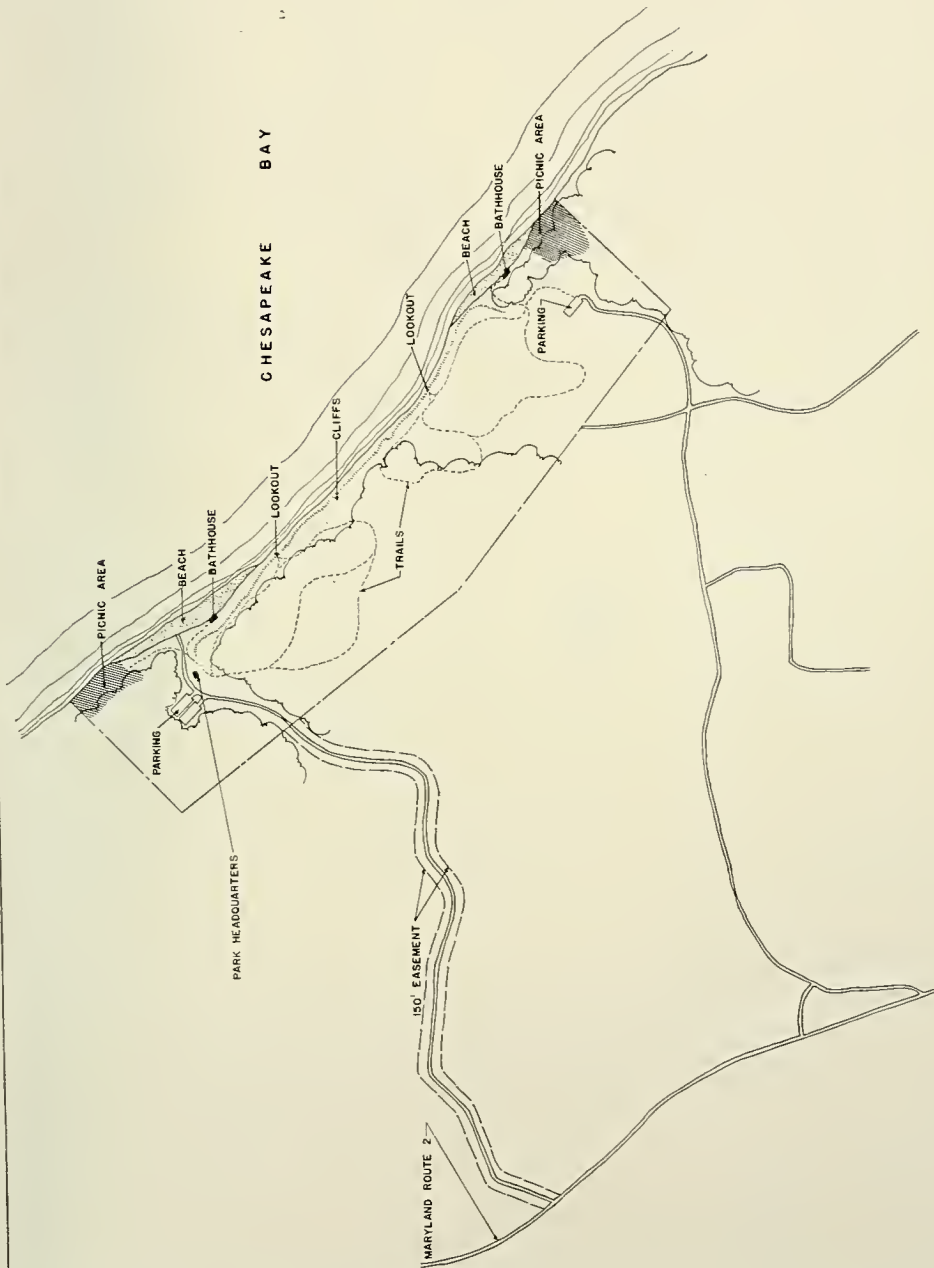 CHESAPEAKE BAY
PICNIC AREA
BEACH
BATHHOUSE
LOOKOUT
CLIFFS
LOOKOUT
BEACH
BATHHOUSE
PICNIC AREA
PARKING
PARKING
TRAILS
PARK HEADQUARTERS
150' EASEMENT
MARYLAND ROUTE 2